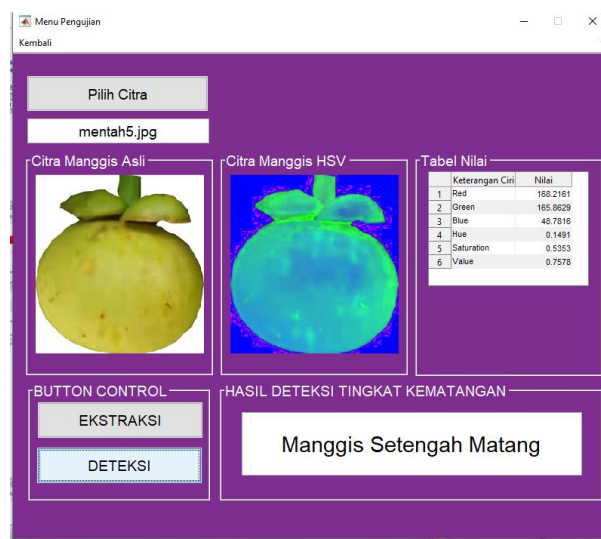 Menu Pengujian
Kembali
Pilih Citra
mentah5.jpg
Citra Manggis Asli
Citra Manggis HSV
Tabel Nilai
Keterangan Ciri Nilai
1 Red 168.2161
2 Green 165.8629
3 Blue 48.7816
4 Hue 0.1491
5 Saturation 0.5353
6 Value 0.7578
BUTTON CONTROL
EKSTRAKSI
DETEKSI
HASIL DETEKSI TINGKAT KEMATANGAN
Manggis Setengah Matang